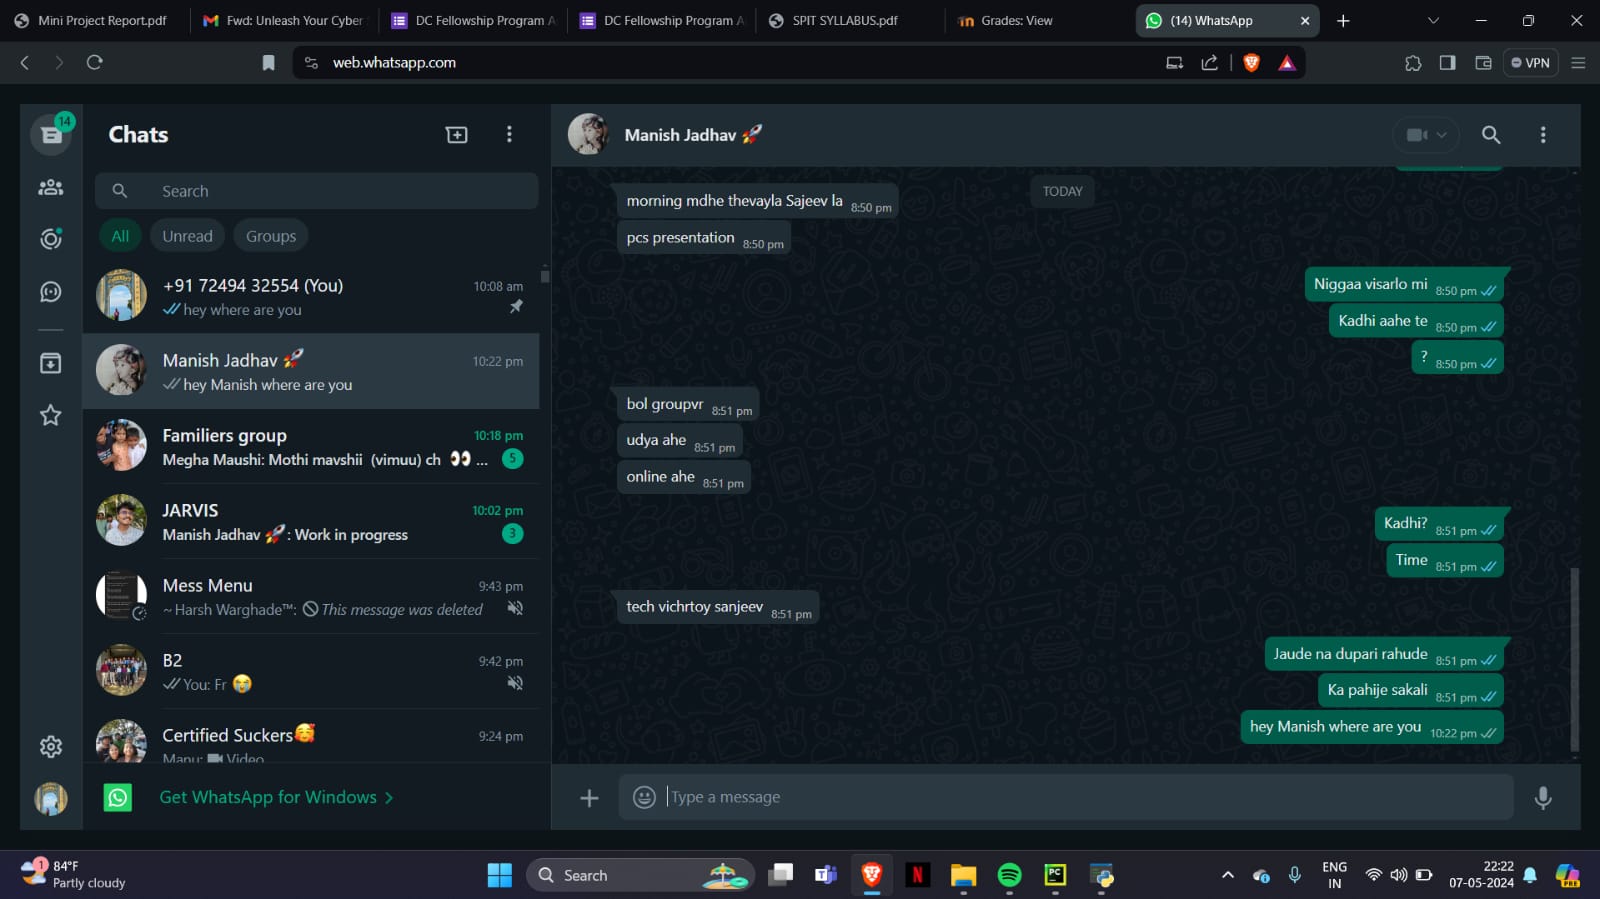 Mini Project Report.pdf
Fwd: Unleash Your Cyber
DC Fellowship Program A
DC Fellowship Program A
SPIT SYLLABUS.pdf
Grades: View
(14) WhatsApp
web.whatsapp.com
VPN
14
Chats
Search
All
Unread
Groups
+91 72494 32554 (You)
10:08 am
hey where are you
Manish Jadhav 🚀
10:22 pm
hey Manish where are you
Familiers group
10:18 pm
Megha Maushi: Mothi mavshii (vimuu) ch 👀 ...
5
JARVIS
10:02 pm
Manish Jadhav 🚀: Work in progress
3
Mess Menu
9:43 pm
~ Harsh Warghade™: 🚫 This message was deleted
B2
9:42 pm
You: Fr 😭
Certified Suckers🥰
9:24 pm
Manu: Video
Get WhatsApp for Windows
Manish Jadhav 🚀
TODAY
morning mdhe thevayla Sajeev la 8:50 pm
pcs presentation 8:50 pm
Niggaa visarlo mi 8:50 pm
Kadhi aahe te 8:50 pm
? 8:50 pm
bol groupvr 8:51 pm
udya ahe 8:51 pm
online ahe 8:51 pm
Kadhi? 8:51 pm
Time 8:51 pm
tech vichrtoy sanjeev 8:51 pm
Jaude na dupari rahude 8:51 pm
Ka pahije sakali 8:51 pm
hey Manish where are you 10:22 pm
Type a message
1
84°F
Partly cloudy
Search
N
PC
ENG
IN
22:22
07-05-2024
PRE